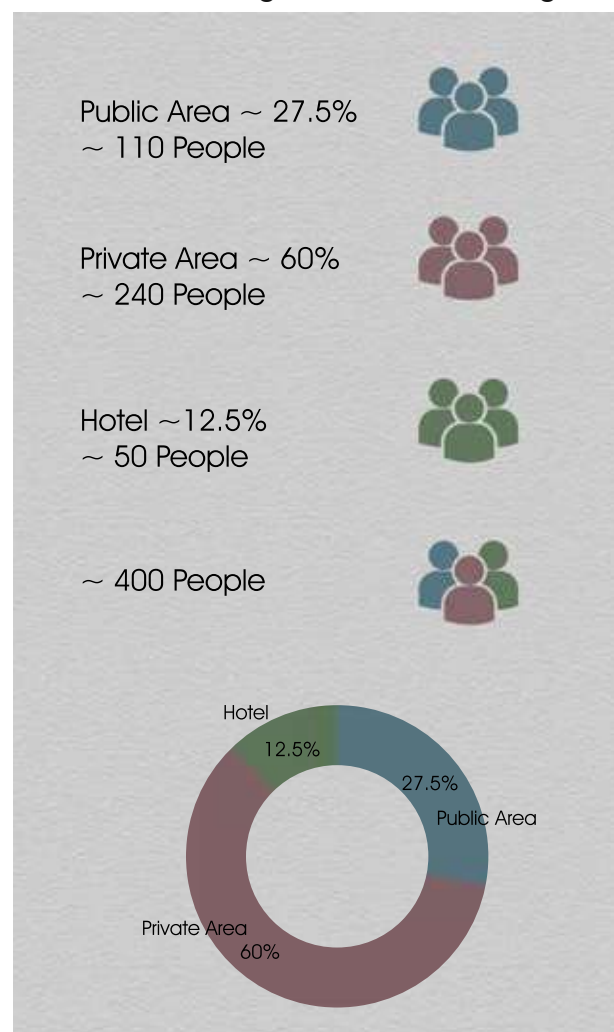 Public Area ~ 27.5%
~ 110 People
Private Area ~ 60%
~ 240 People
Hotel ~12.5%
~ 50 People
~ 400 People
Hotel
12.5%
27.5%
Public Area
Private Area
60%